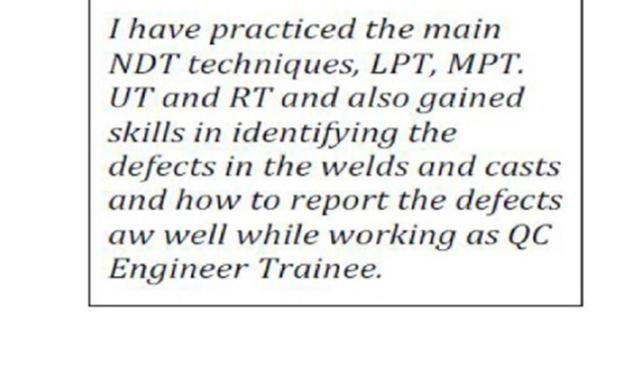 I have practiced the main
NDT techniques, LPT, MPT.
UT and RT and also gained
skills in identifying the
defects in the welds and casts
and how to report the defects
aw well while working as QC
Engineer Trainee.